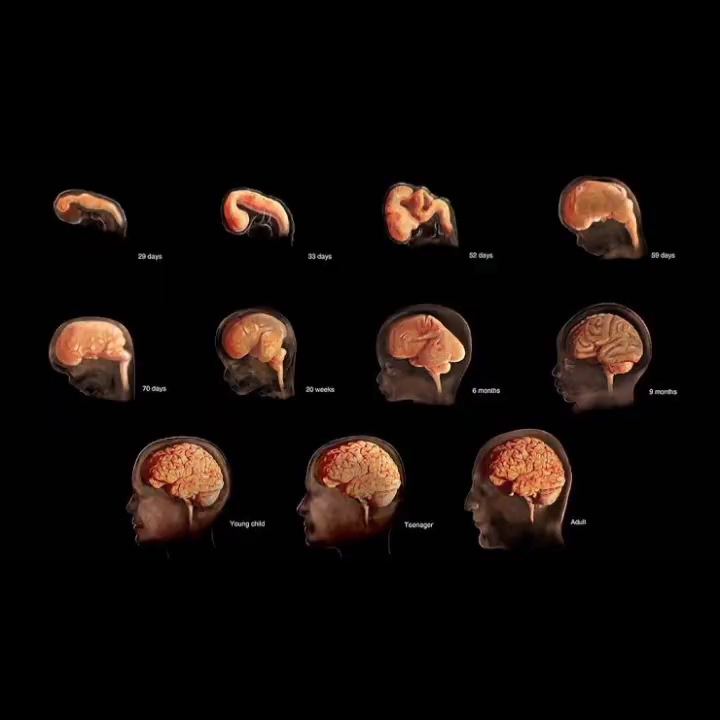 29 days
33 days
52 days
59 days
70 days
20 weeks
6 months
9 months
Young child
Teenager
Adult